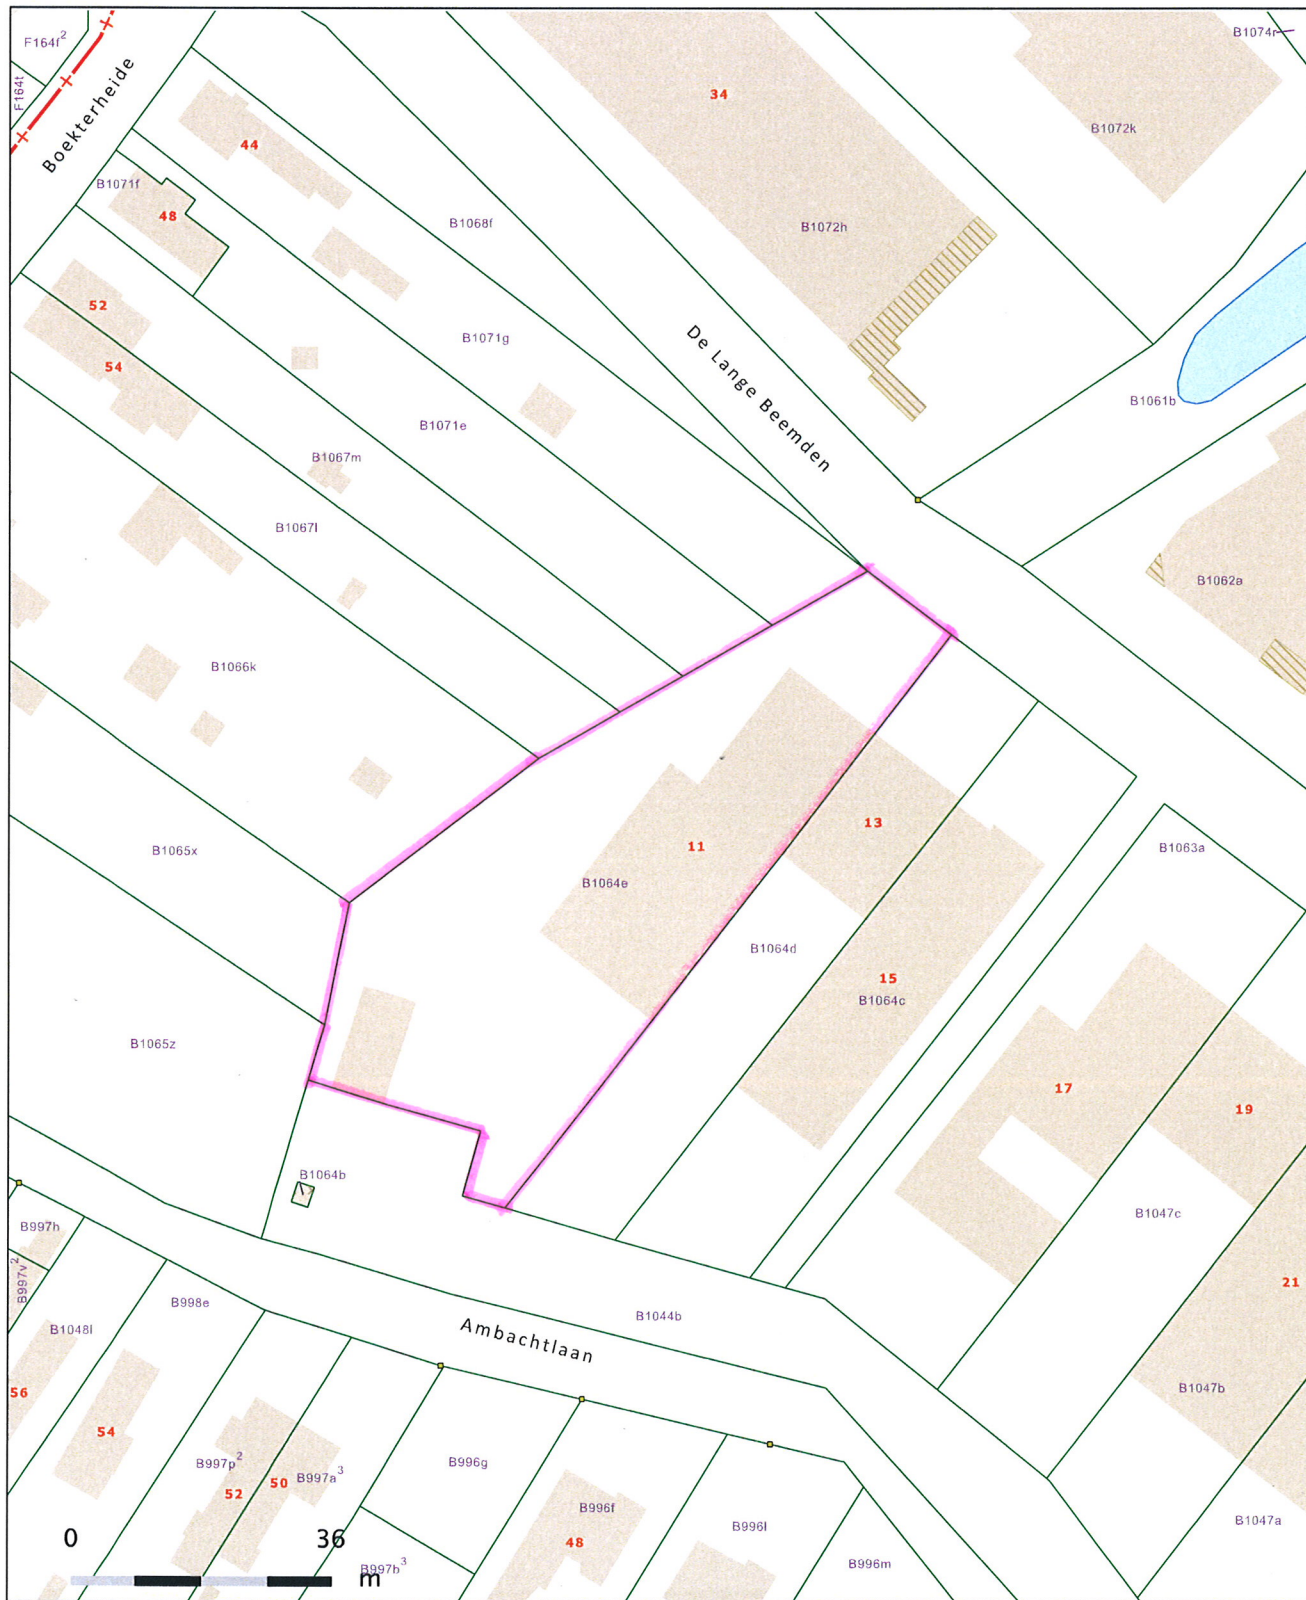 F164f²
B1074r
F164t
Boekterheide
34
B1072k
44
B1071f
48
B1068f
B1072h
52
B1071g
De Lange Beemden
54
B1061b
B1071e
B1067m
B1067l
B1062a
B1066k
13
11
B1065x
B1063a
B1064e
B1064d
15
B1064c
B1065z
17
19
B1064b
B1047c
B997h
B997v²
21
B998e
B1044b
B1048l
Ambachtlaan
B1047b
56
54
B997p²
B996g
B997a³
50
52
B996f
B1047a
B996l
0
36
48
B997b³
B996m
m